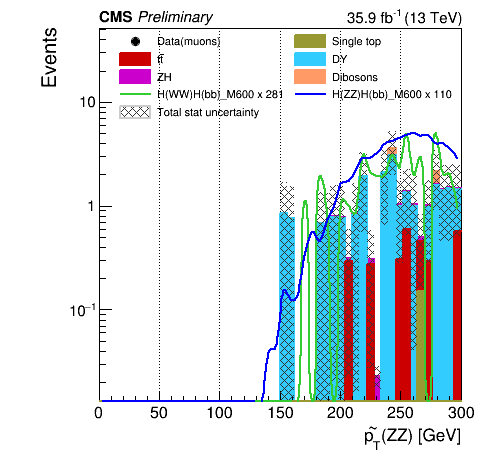 CMS Preliminary 35.9 fb⁻¹ (13 TeV)
Events
Data(muons) Single top
tt̄ DY
ZH Dibosons
H(WW)H(bb)_M600 x 281 H(ZZ)H(bb)_M600 x 110
Total stat uncertainty
10
1
10⁻¹
0 50 100 150 200 250 300
p̃_T(ZZ) [GeV]